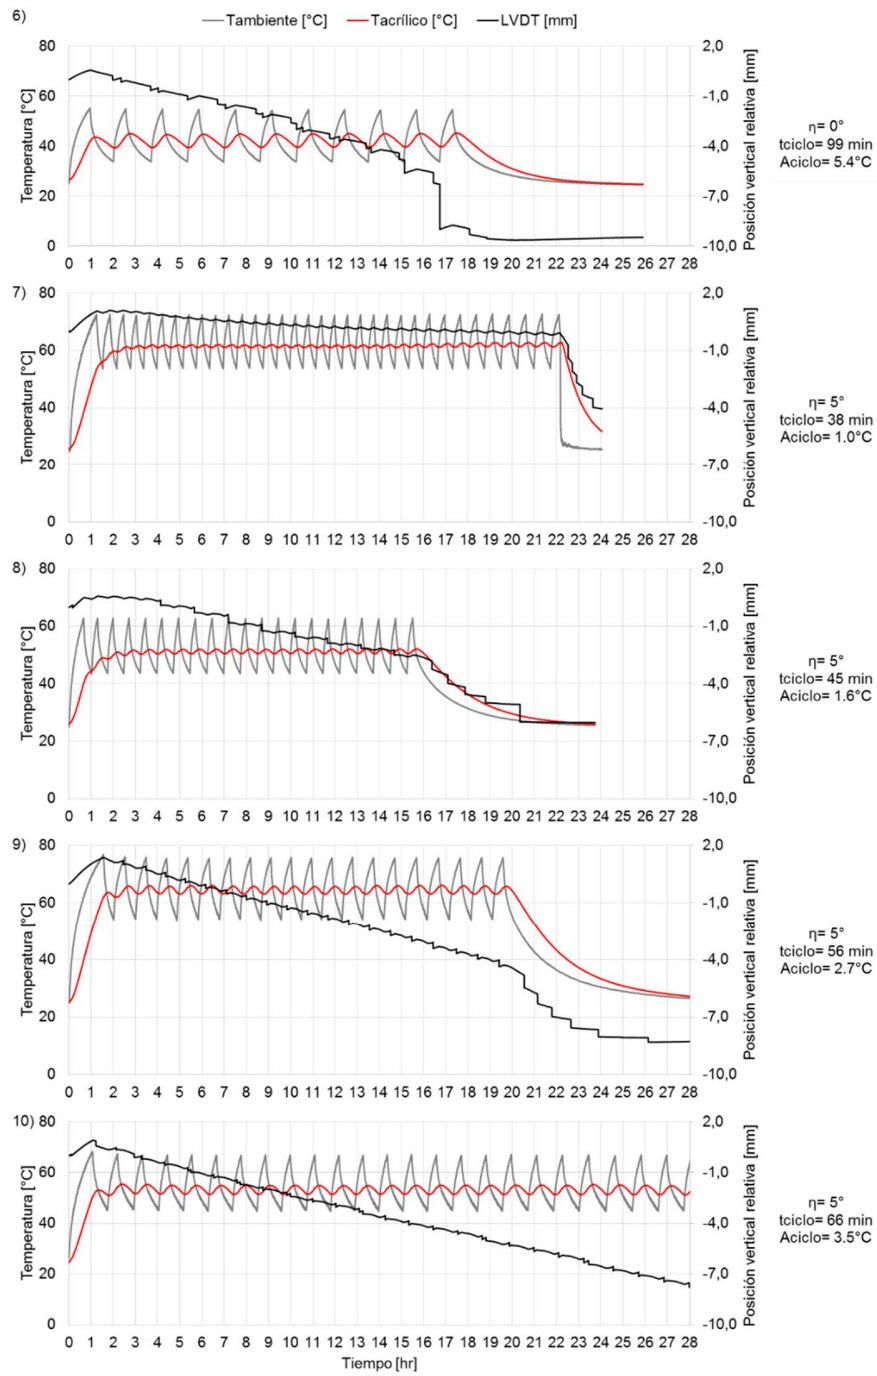 6)
Tambiente [°C] Tacrílico [°C] LVDT [mm]
80 2,0
60 -1,0
40 -4,0
20 -7,0
0 -10,0
Temperatura [°C]
Posición vertical relativa [mm]
0 1 2 3 4 5 6 7 8 9 10 11 12 13 14 15 16 17 18 19 20 21 22 23 24 25 26 27 28
η= 0°
tciclo= 99 min
Aciclo= 5.4°C
7)
80 2,0
60 -1,0
40 -4,0
20 -7,0
0 -10,0
Temperatura [°C]
Posición vertical relativa [mm]
0 1 2 3 4 5 6 7 8 9 10 11 12 13 14 15 16 17 18 19 20 21 22 23 24 25 26 27 28
η= 5°
tciclo= 38 min
Aciclo= 1.0°C
8)
80 2,0
60 -1,0
40 -4,0
20 -7,0
0 -10,0
Temperatura [°C]
Posición vertical relativa [mm]
0 1 2 3 4 5 6 7 8 9 10 11 12 13 14 15 16 17 18 19 20 21 22 23 24 25 26 27 28
η= 5°
tciclo= 45 min
Aciclo= 1.6°C
9)
80 2,0
60 -1,0
40 -4,0
20 -7,0
0 -10,0
Temperatura [°C]
Posición vertical relativa [mm]
0 1 2 3 4 5 6 7 8 9 10 11 12 13 14 15 16 17 18 19 20 21 22 23 24 25 26 27 28
η= 5°
tciclo= 56 min
Aciclo= 2.7°C
10)
80 2,0
60 -1,0
40 -4,0
20 -7,0
0 -10,0
Temperatura [°C]
Posición vertical relativa [mm]
0 1 2 3 4 5 6 7 8 9 10 11 12 13 14 15 16 17 18 19 20 21 22 23 24 25 26 27 28
Tiempo [hr]
η= 5°
tciclo= 66 min
Aciclo= 3.5°C